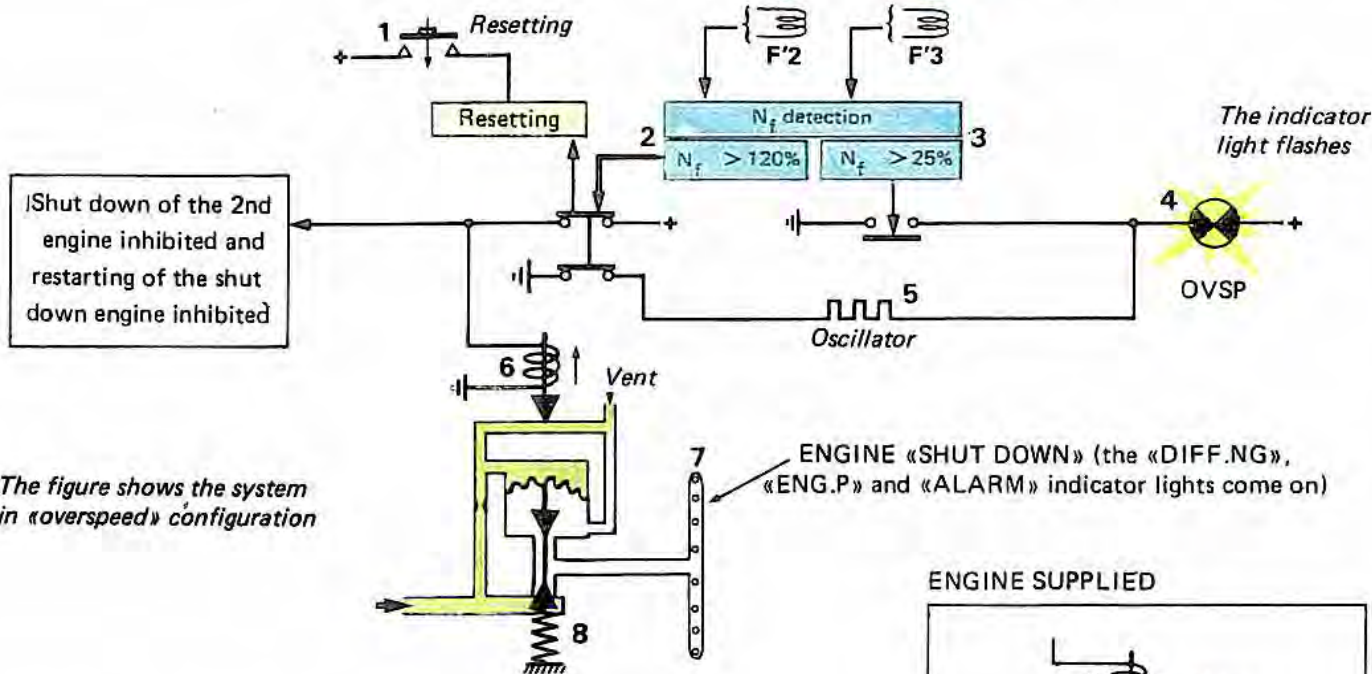 1 Resetting
+
F'2 F'3
Resetting
N_f detection
2 N_f > 120% N_f > 25% 3
The indicator
light flashes
Shut down of the 2nd
engine inhibited and
restarting of the shut
down engine inhibited
+
4 +
OVSP
5
Oscillator
6
Vent
7
ENGINE «SHUT DOWN» (the «DIFF.NG»,
«ENG.P» and «ALARM» indicator lights come on)
The figure shows the system
in «overspeed» configuration
8
ENGINE SUPPLIED